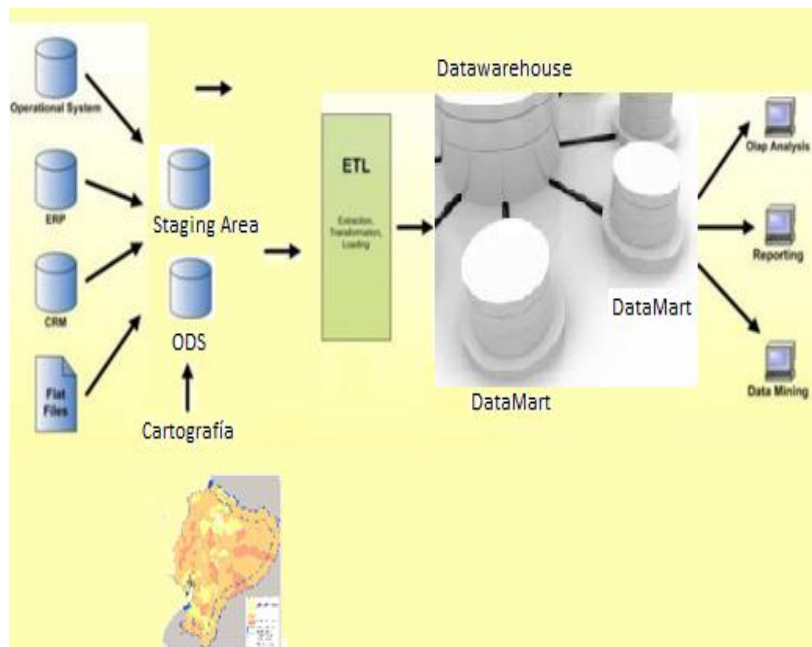 Operational System
ERP
CRM
Flat
Files
Staging Area
ODS
Cartografía
ETL
Extraction,
Transformation,
Loading
Datawarehouse
DataMart
DataMart
Olap Analysis
Reporting
Data Mining